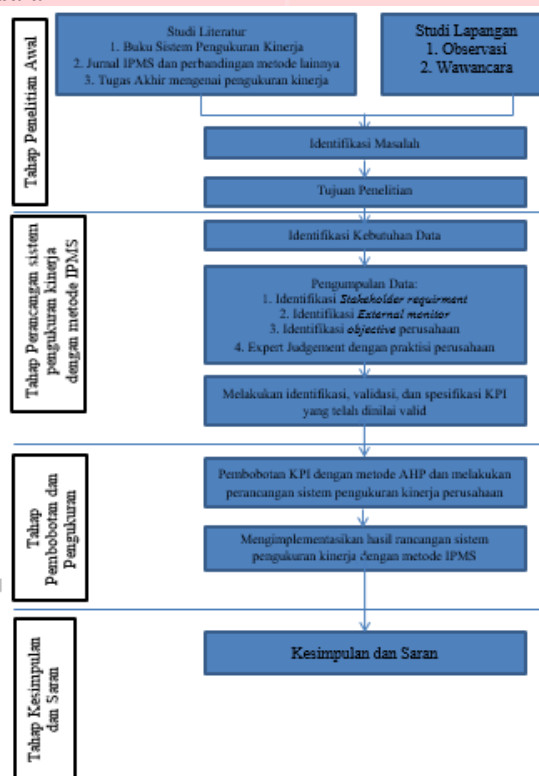 Tahap Penelitian Awal
Studi Literatur
1. Buku Sistem Pengukuran Kinerja
2. Jurnal IPMS dan perbandingan metode lainnya
3. Tugas Akhir mengenai pengukuran kinerja
Studi Lapangan
1. Observasi
2. Wawancara
Identifikasi Masalah
Tujuan Penelitian
Tahap Perancangan sistem
pengukuran kinerja
dengan metode IPMS
Identifikasi Kebutuhan Data
Pengumpulan Data:
1. Identifikasi Stakeholder requirment
2. Identifikasi External monitor
3. Identifikasi objective perusahaan
4. Expert Judgement dengan praktisi perusahaan
Melakukan identifikasi, validasi, dan spesifikasi KPI
yang telah dinilai valid
Tahap
Pembobotan dan
Pengukuran
Pembobotan KPI dengan metode AHP dan melakukan
perancangan sistem pengukuran kinerja perusahaan
Mengimplementasikan hasil rancangan sistem
pengukuran kinerja dengan metode IPMS
Tahap Kesimpulan
dan Saran
Kesimpulan dan Saran